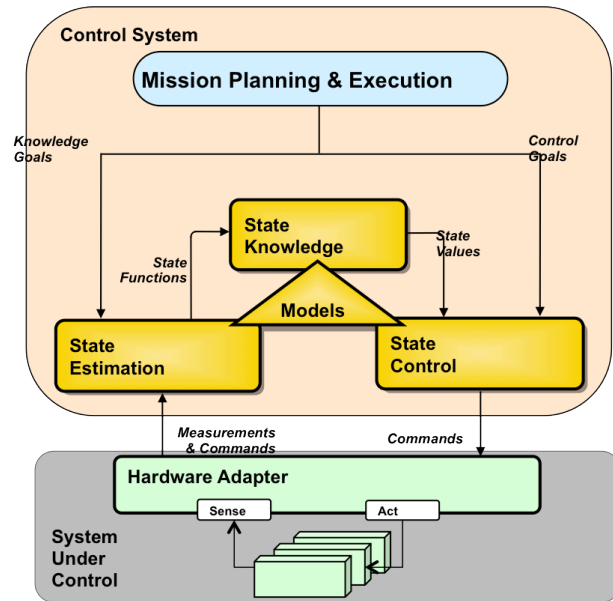 Control System
Mission Planning & Execution
Knowledge
Goals
Control
Goals
State
Knowledge
State
Functions
State
Values
Models
State
Estimation
State
Control
Measurements
& Commands
Commands
Hardware Adapter
Sense
Act
System
Under
Control